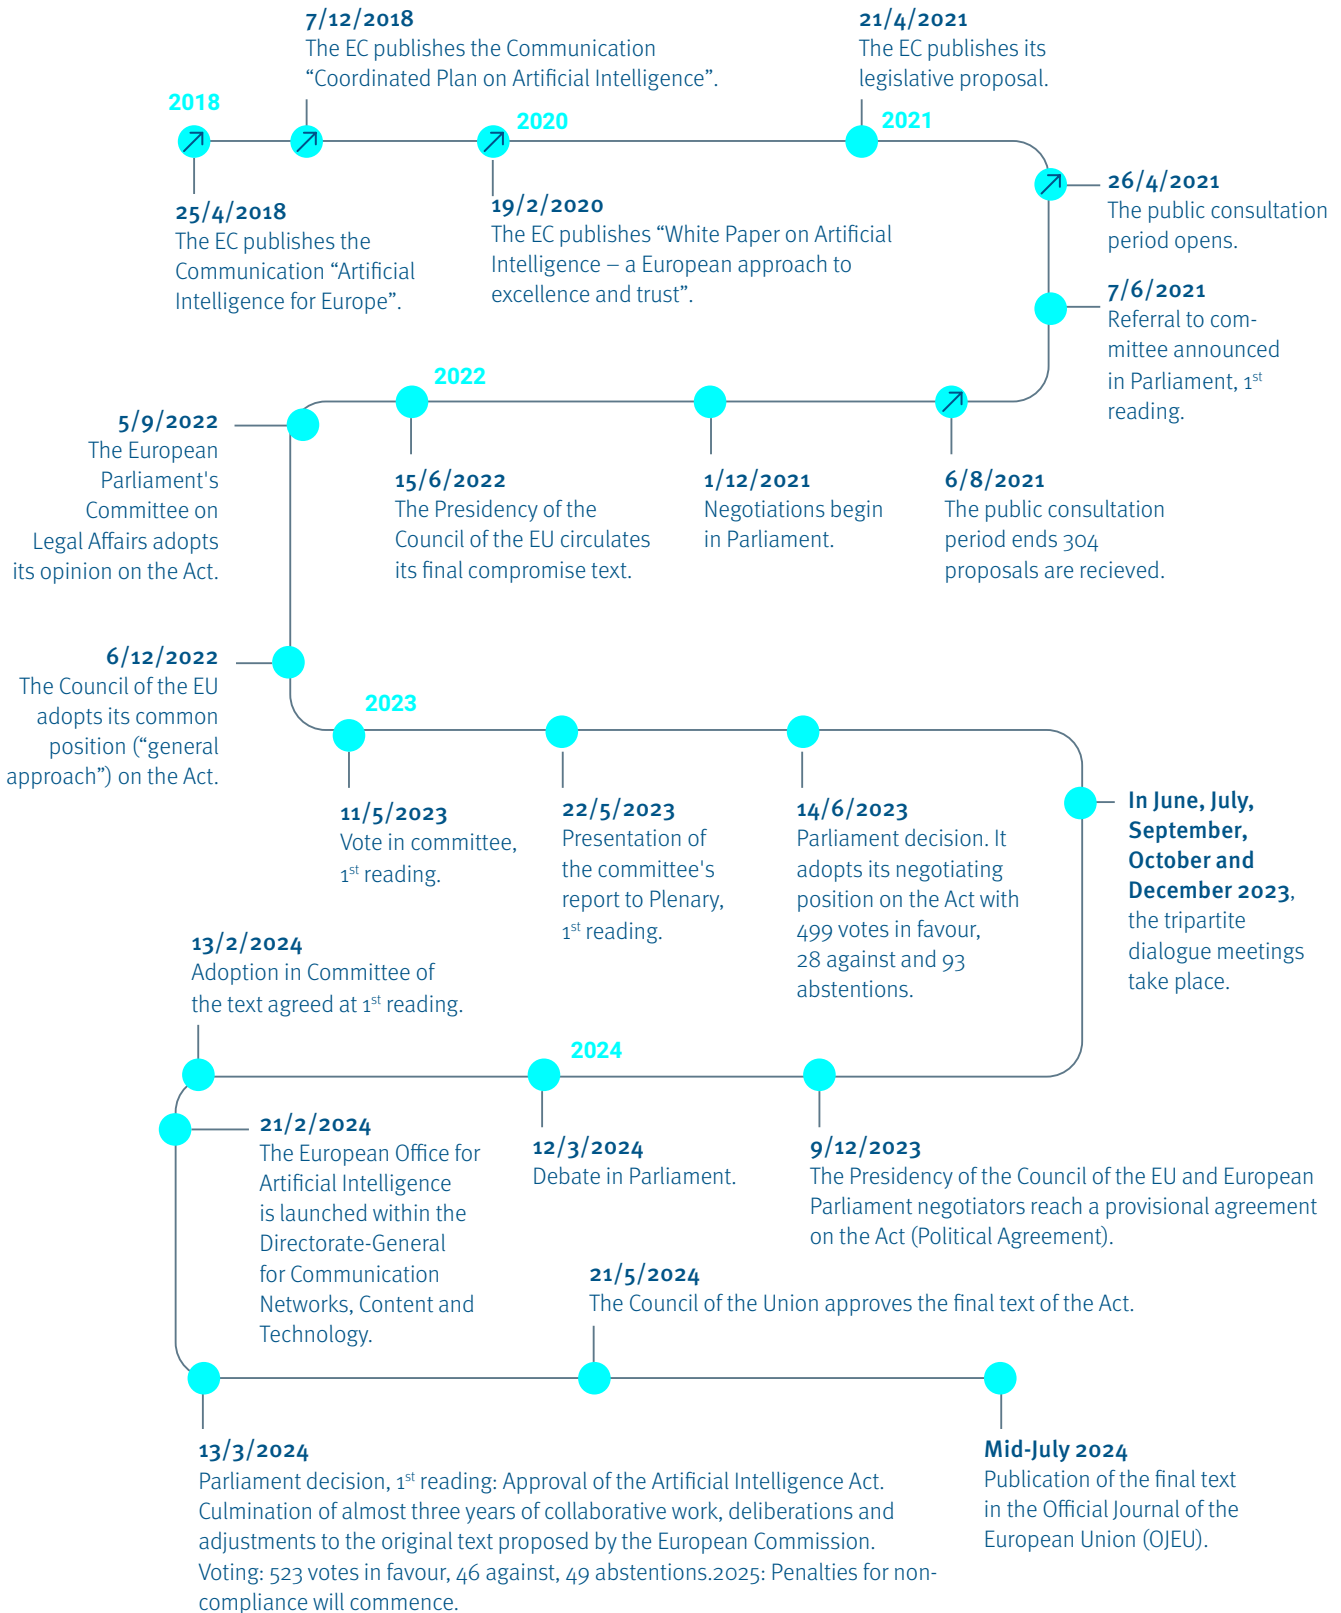 7/12/2018
The EC publishes the Communication
“Coordinated Plan on Artificial Intelligence”.
21/4/2021
The EC publishes its
legislative proposal.
2018
2020
2021
25/4/2018
The EC publishes the
Communication “Artificial
Intelligence for Europe”.
19/2/2020
The EC publishes “White Paper on Artificial
Intelligence – a European approach to
excellence and trust”.
26/4/2021
The public consultation
period opens.
7/6/2021
Referral to com-
mittee announced
in Parliament, 1st
reading.
2022
5/9/2022
The European
Parliament's
Committee on
Legal Affairs adopts
its opinion on the Act.
15/6/2022
The Presidency of the
Council of the EU circulates
its final compromise text.
1/12/2021
Negotiations begin
in Parliament.
6/8/2021
The public consultation
period ends 304
proposals are recieved.
6/12/2022
The Council of the EU
adopts its common
position (“general
approach”) on the Act.
2023
11/5/2023
Vote in committee,
1st reading.
22/5/2023
Presentation of
the committee's
report to Plenary,
1st reading.
14/6/2023
Parliament decision. It
adopts its negotiating
position on the Act with
499 votes in favour,
28 against and 93
abstentions.
In June, July,
September,
October and
December 2023,
the tripartite
dialogue meetings
take place.
13/2/2024
Adoption in Committee of
the text agreed at 1st reading.
2024
21/2/2024
The European Office for
Artificial Intelligence
is launched within the
Directorate-General
for Communication
Networks, Content and
Technology.
12/3/2024
Debate in Parliament.
9/12/2023
The Presidency of the Council of the EU and European
Parliament negotiators reach a provisional agreement
on the Act (Political Agreement).
21/5/2024
The Council of the Union approves the final text of the Act.
13/3/2024
Parliament decision, 1st reading: Approval of the Artificial Intelligence Act.
Culmination of almost three years of collaborative work, deliberations and
adjustments to the original text proposed by the European Commission.
Voting: 523 votes in favour, 46 against, 49 abstentions.2025: Penalties for non-
compliance will commence.
Mid-July 2024
Publication of the final text
in the Official Journal of the
European Union (OJEU).